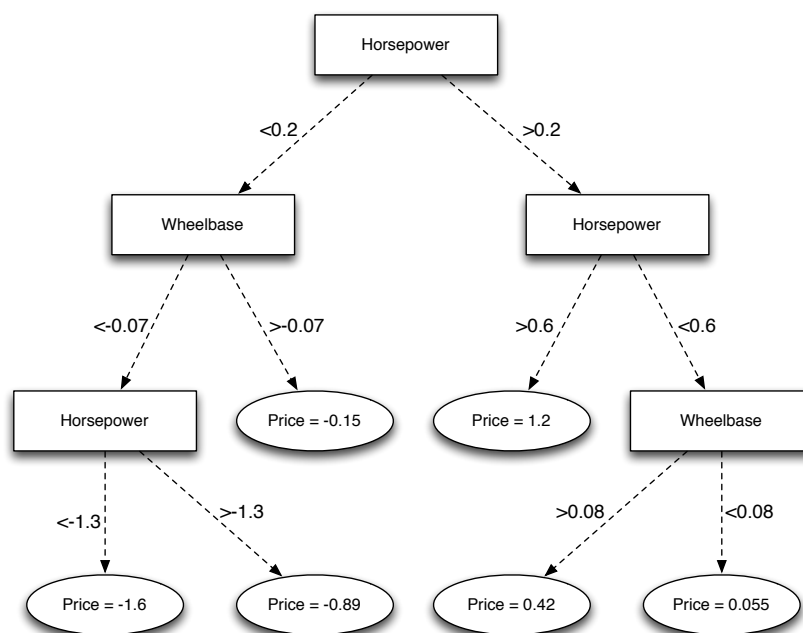 Horsepower
<0.2
>0.2
Wheelbase
Horsepower
<-0.07
>-0.07
>0.6
<0.6
Horsepower
Price = -0.15
Price = 1.2
Wheelbase
<-1.3
>-1.3
>0.08
<0.08
Price = -1.6
Price = -0.89
Price = 0.42
Price = 0.055